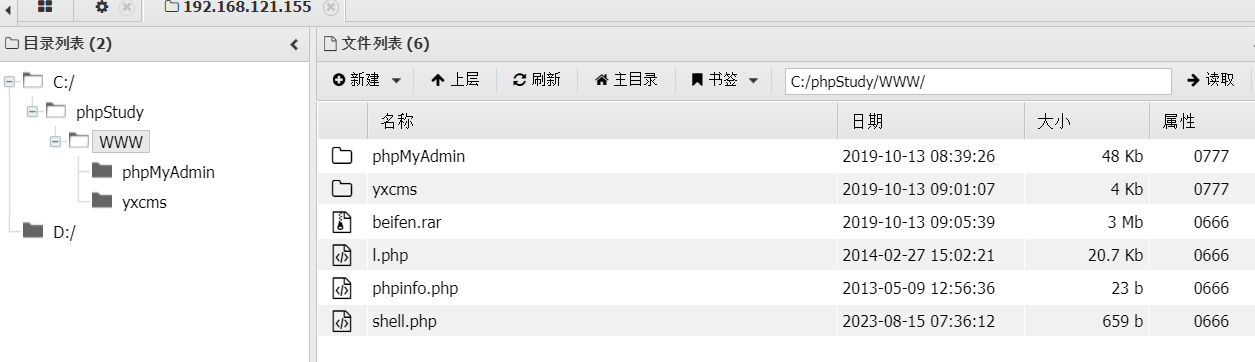 192.168.121.155
目录列表 (2)
C:/
phpStudy
WWW
phpMyAdmin
yxcms
D:/
文件列表 (6)
新建 上层 刷新 主目录 书签 C:/phpStudy/WWW/ 读取
名称 日期 大小 属性
phpMyAdmin 2019-10-13 08:39:26 48 Kb 0777
yxcms 2019-10-13 09:01:07 4 Kb 0777
beifen.rar 2019-10-13 09:05:39 3 Mb 0666
l.php 2014-02-27 15:02:21 20.7 Kb 0666
phpinfo.php 2013-05-09 12:56:36 23 b 0666
shell.php 2023-08-15 07:36:12 659 b 0666